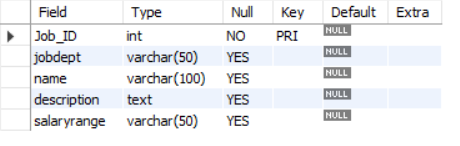 Field Type Null Key Default Extra
Job_ID int NO PRI NULL
jobdept varchar(50) YES NULL
name varchar(100) YES NULL
description text YES NULL
salaryrange varchar(50) YES NULL